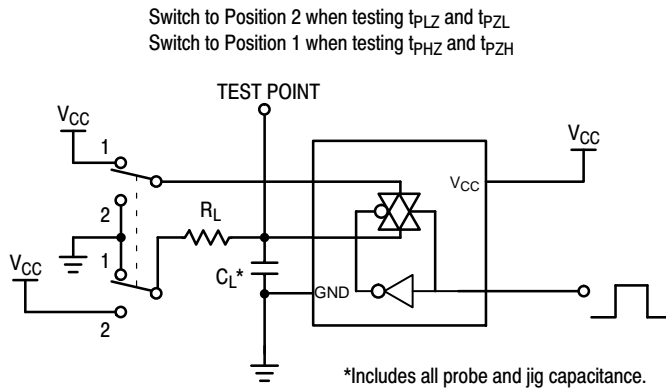 Switch to Position 2 when testing tPLZ and tPZL
Switch to Position 1 when testing tPHZ and tPZH
TEST POINT
VCC
1
VCC
VCC
2
RL
1
VCC
CL*
GND
2
*Includes all probe and jig capacitance.